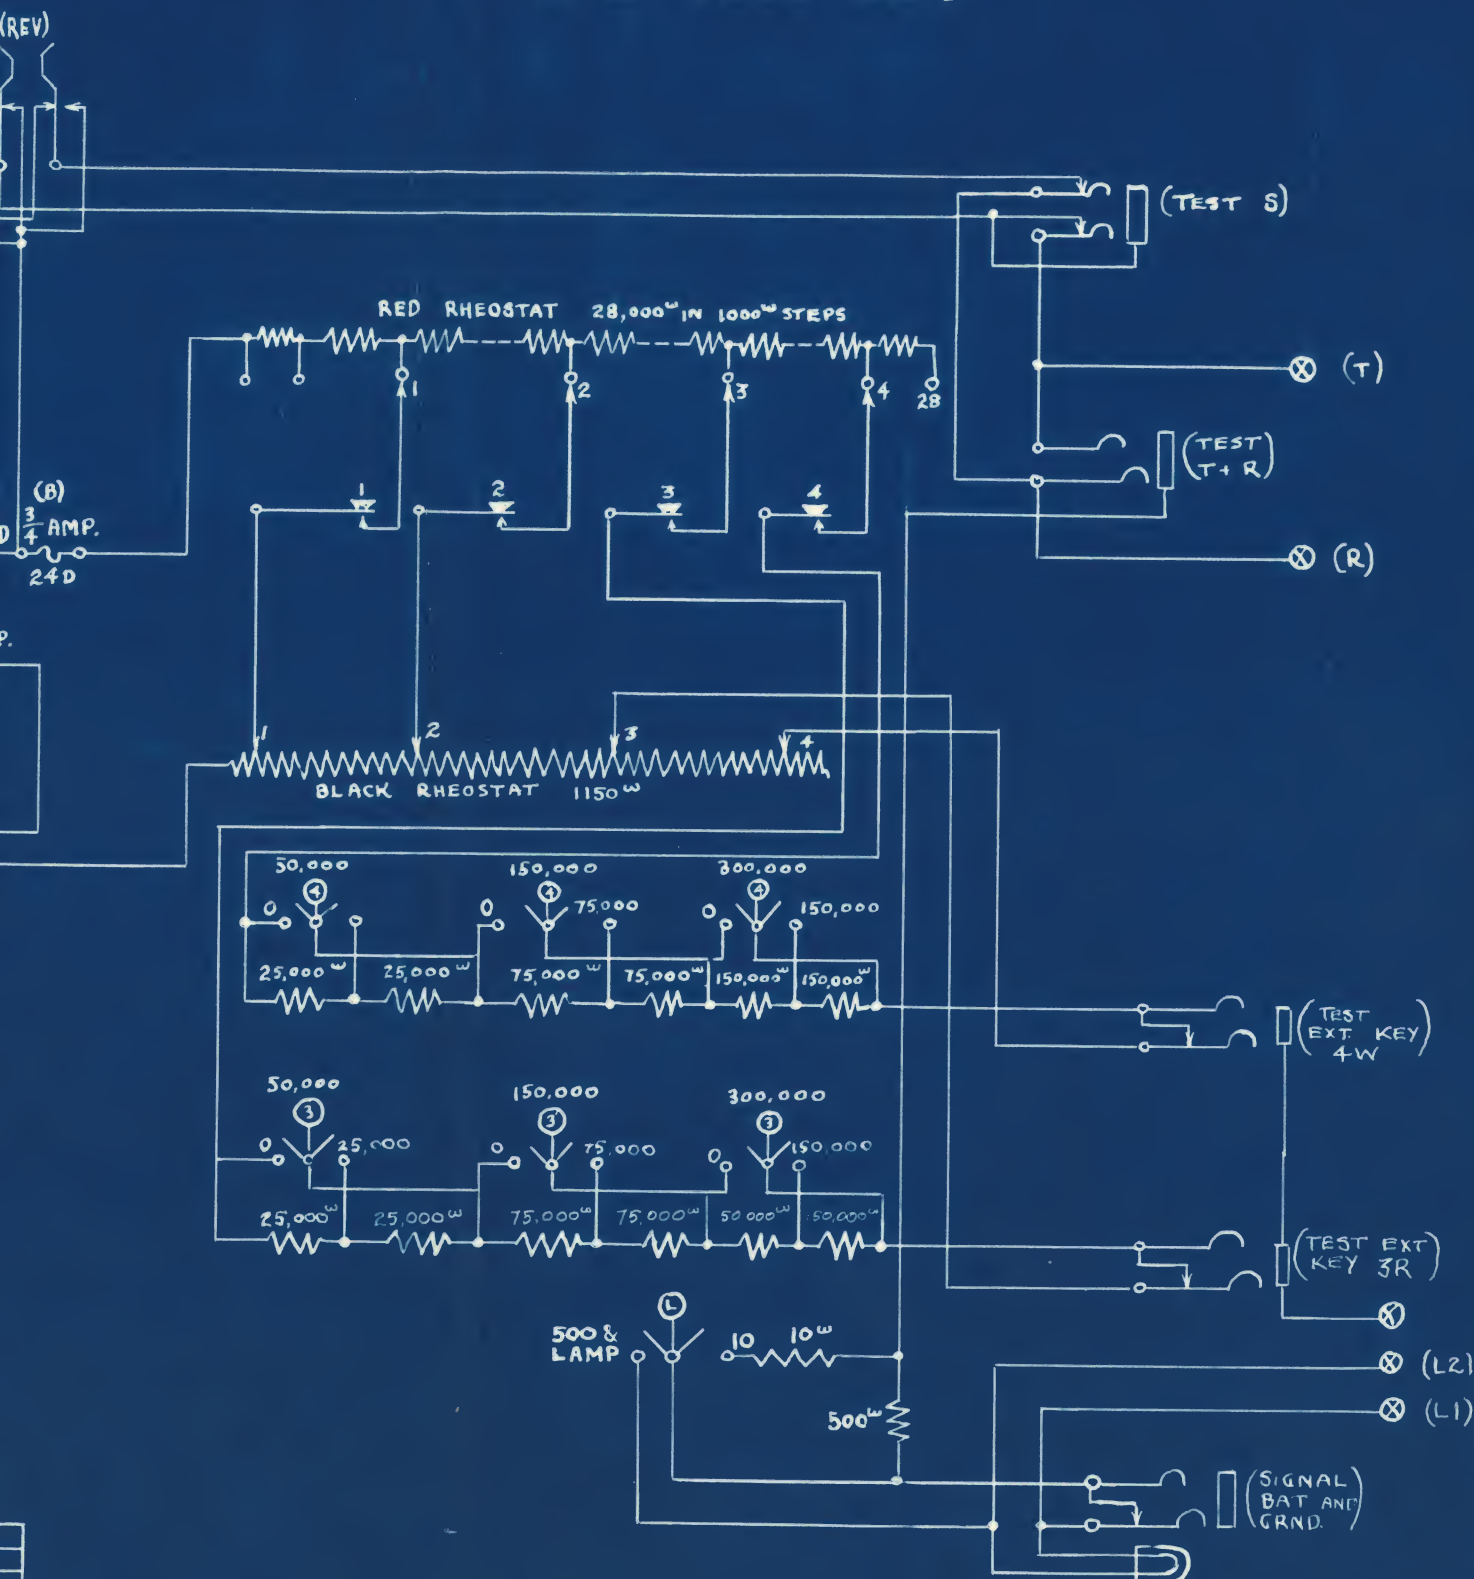 (REV)
(TEST S)
RED RHEOSTAT 28,000ω IN 1000ω STEPS
1
2
3
4
28
(T)
(TEST
T + R)
(R)
(B)
3/4 AMP.
24D
1
2
3
4
P.
1
2
3
4
BLACK RHEOSTAT 1150ω
50,000
150,000
300,000
4
4
4
0
0
75,000
0
150,000
25,000ω
25,000ω
75,000ω
75,000ω
150,000ω
150,000ω
(TEST
EXT. KEY
4W)
50,000
150,000
300,000
3
3
3
0
25,000
0
75,000
0
150,000
25,000ω
25,000ω
75,000ω
75,000ω
50 000ω
50,000ω
(TEST EXT
KEY 3R)
L
500 &
LAMP
10
10ω
500ω
(L2)
(L1)
(SIGNAL
BAT AND
GRND.)